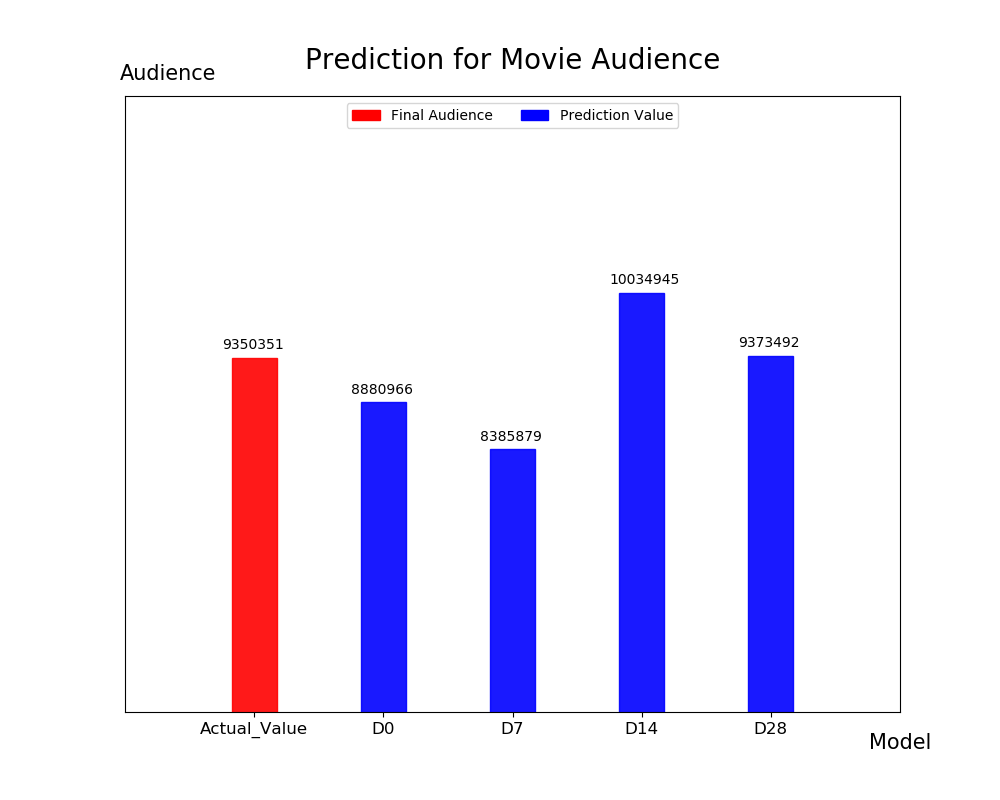 Prediction for Movie Audience
Audience
Final Audience Prediction Value
10034945
9373492
9350351
8880966
8385879
Actual_Value D0 D7 D14 D28
Model